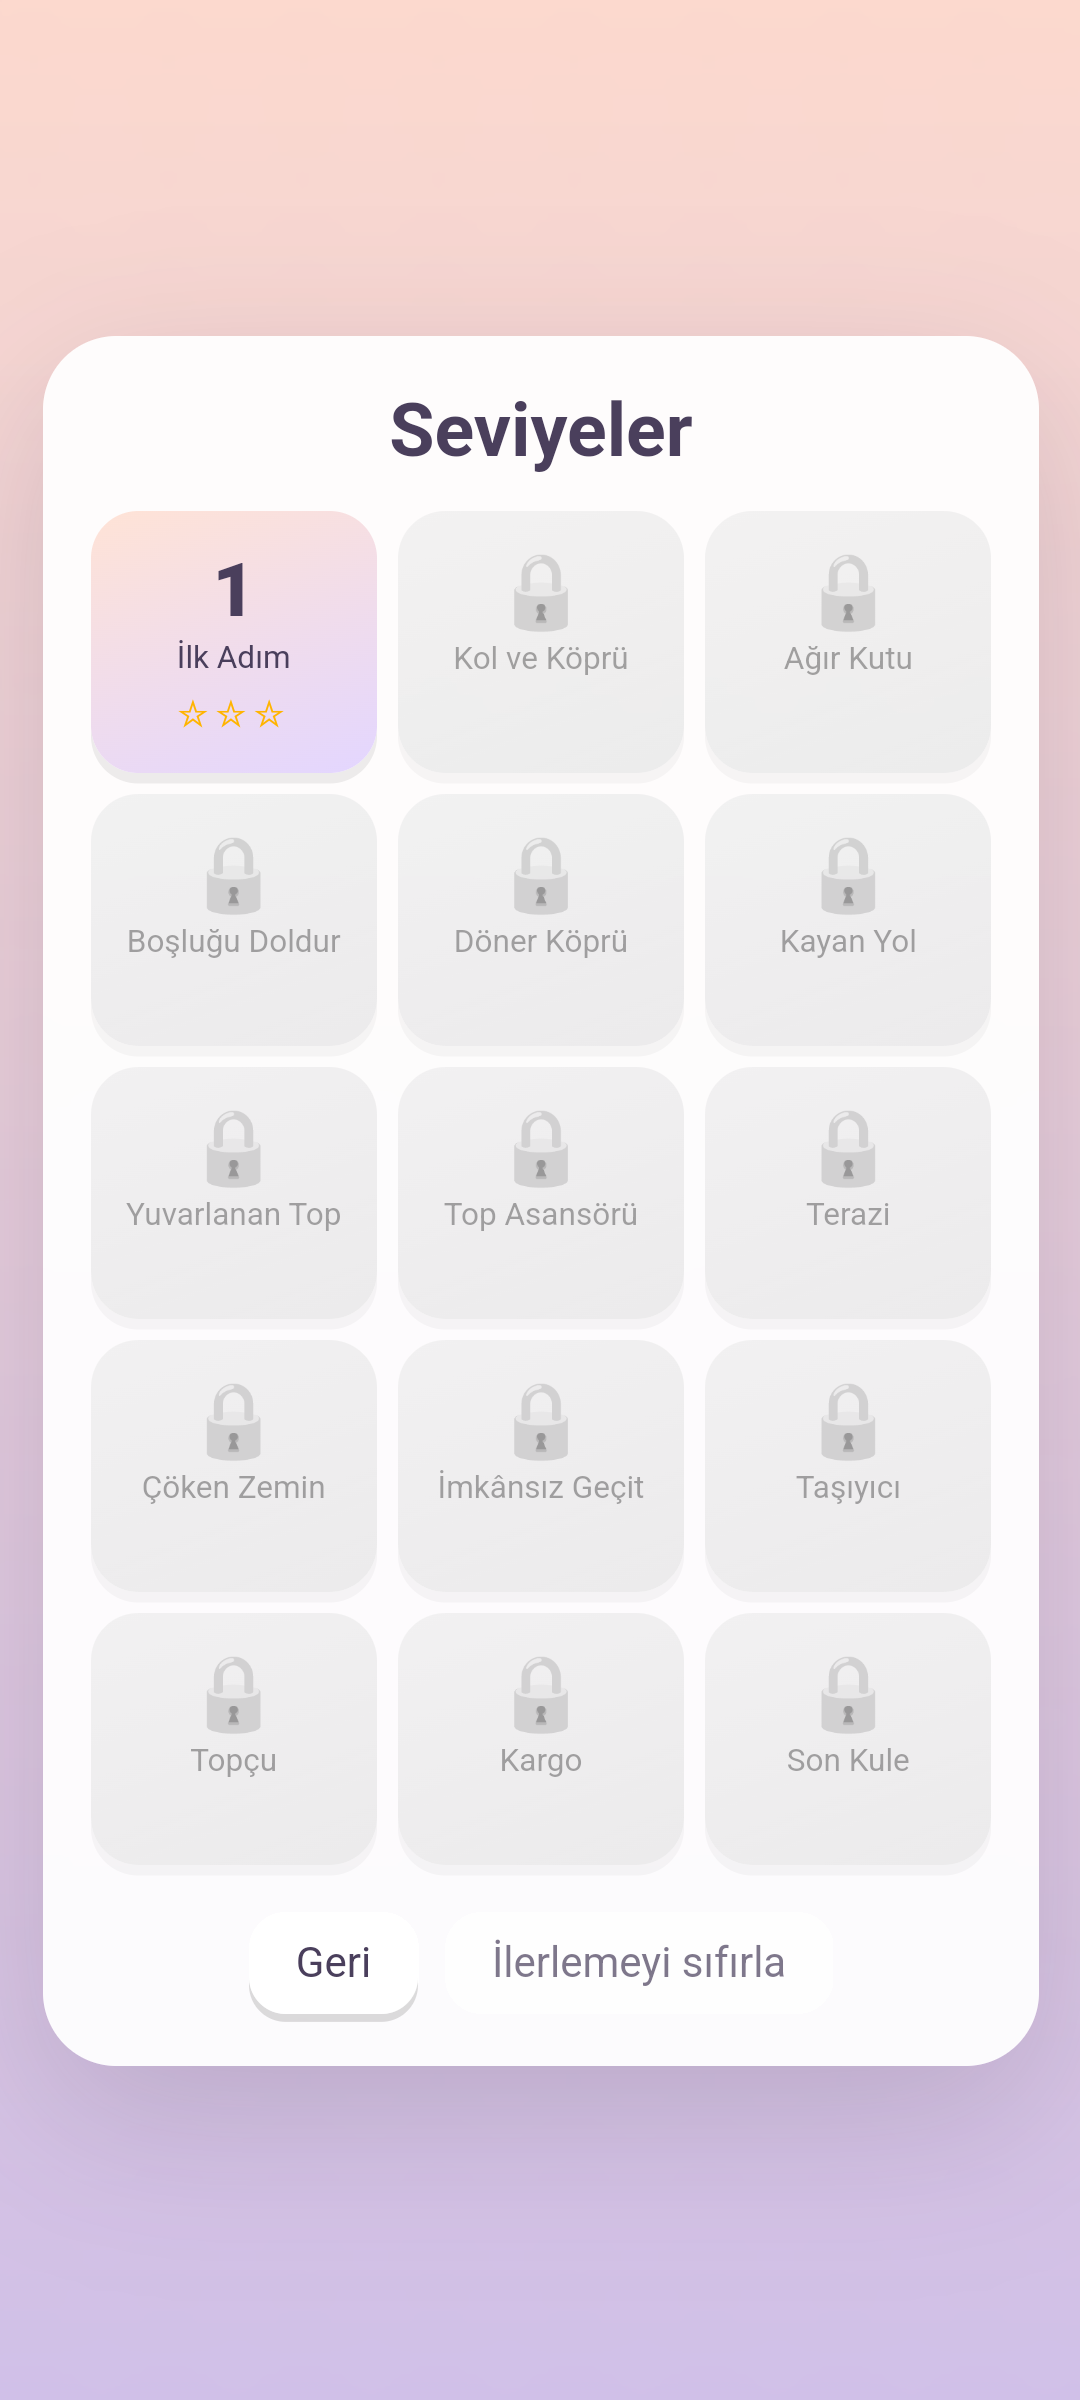 Seviyeler
1
İlk Adım
☆☆☆
Kol ve Köprü
Ağır Kutu
Boşluğu Doldur
Döner Köprü
Kayan Yol
Yuvarlanan Top
Top Asansörü
Terazi
Çöken Zemin
İmkânsız Geçit
Taşıyıcı
Topçu
Kargo
Son Kule
Geri
İlerlemeyi sıfırla